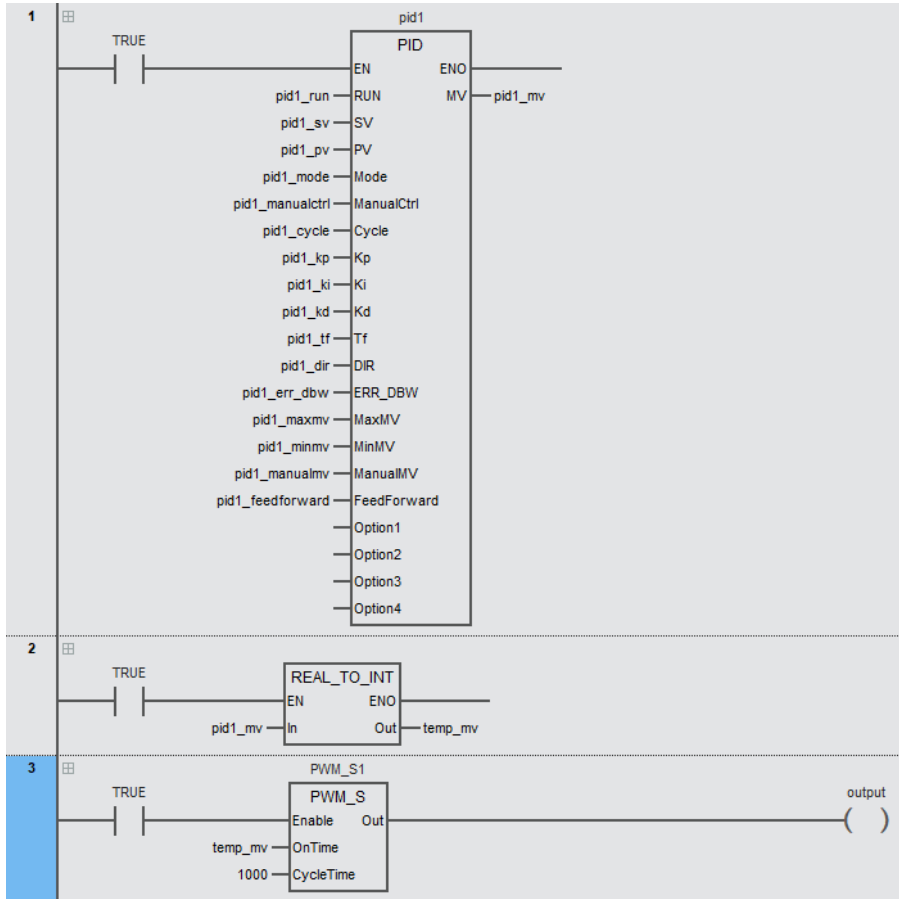 1
pid1
TRUE
PID
EN ENO
pid1_run RUN MV pid1_mv
pid1_sv SV
pid1_pv PV
pid1_mode Mode
pid1_manualctrl ManualCtrl
pid1_cycle Cycle
pid1_kp Kp
pid1_ki Ki
pid1_kd Kd
pid1_tf Tf
pid1_dir DIR
pid1_err_dbw ERR_DBW
pid1_maxmv MaxMV
pid1_minmv MinMV
pid1_manualmv ManualMV
pid1_feedforward FeedForward
Option1
Option2
Option3
Option4
2
TRUE
REAL_TO_INT
EN ENO
pid1_mv In Out temp_mv
3
PWM_S1
TRUE PWM_S output
Enable Out
temp_mv OnTime
1000 CycleTime